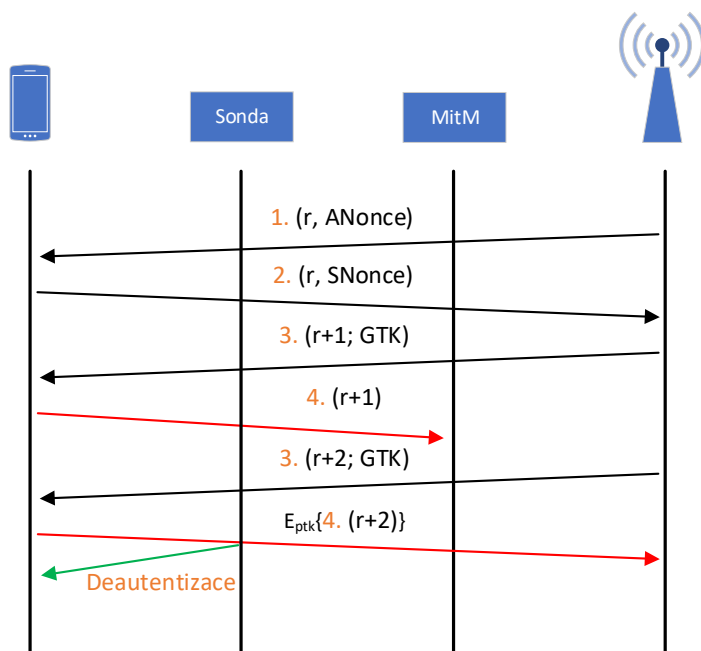 Sonda
MitM
1. (r, ANonce)
2. (r, SNonce)
3. (r+1; GTK)
4. (r+1)
3. (r+2; GTK)
Eptk{4. (r+2)}
Deautentizace